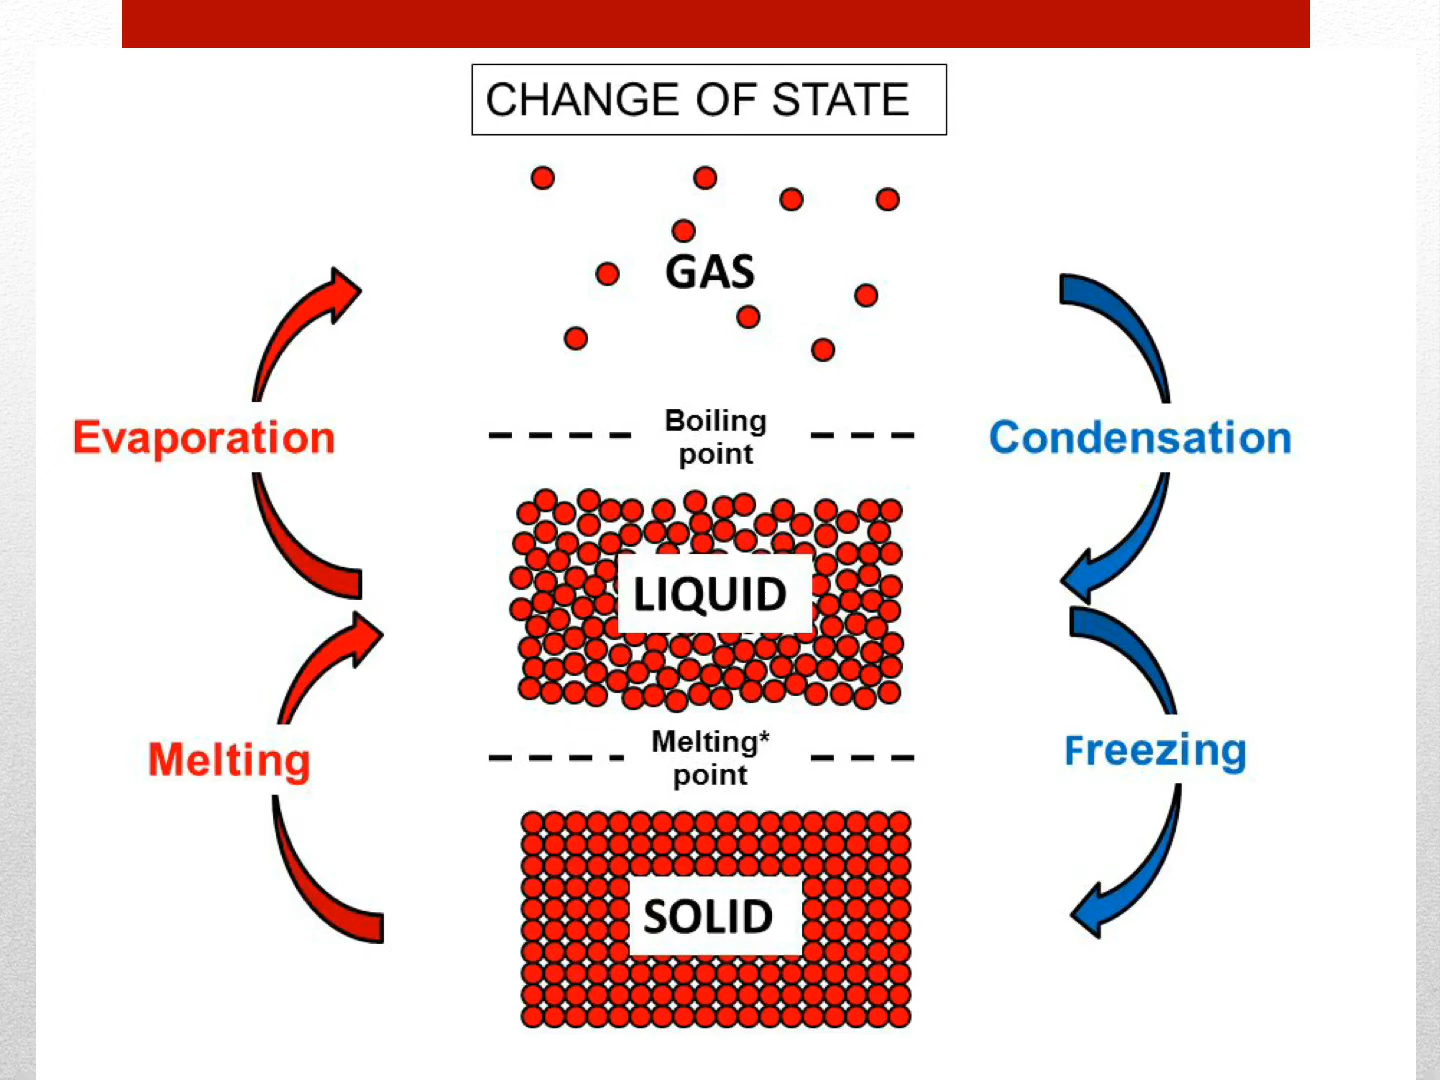 CHANGE OF STATE
GAS
Evaporation
Boiling
point
Condensation
LIQUID
Melting
Melting*
point
Freezing
SOLID